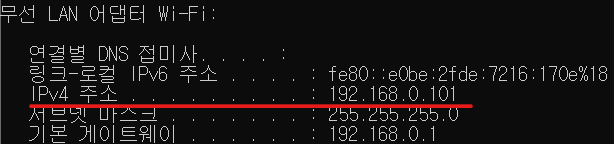 무선 LAN 어댑터 Wi-Fi:
연결별 DNS 접미사. . . . :
링크-로컬 IPv6 주소 . . . . : fe80::e0be:2fde:7216:170e%18
IPv4 주소 . . . . . . . . . : 192.168.0.101
서브넷 마스크 . . . . . . . : 255.255.255.0
기본 게이트웨이 . . . . . . : 192.168.0.1